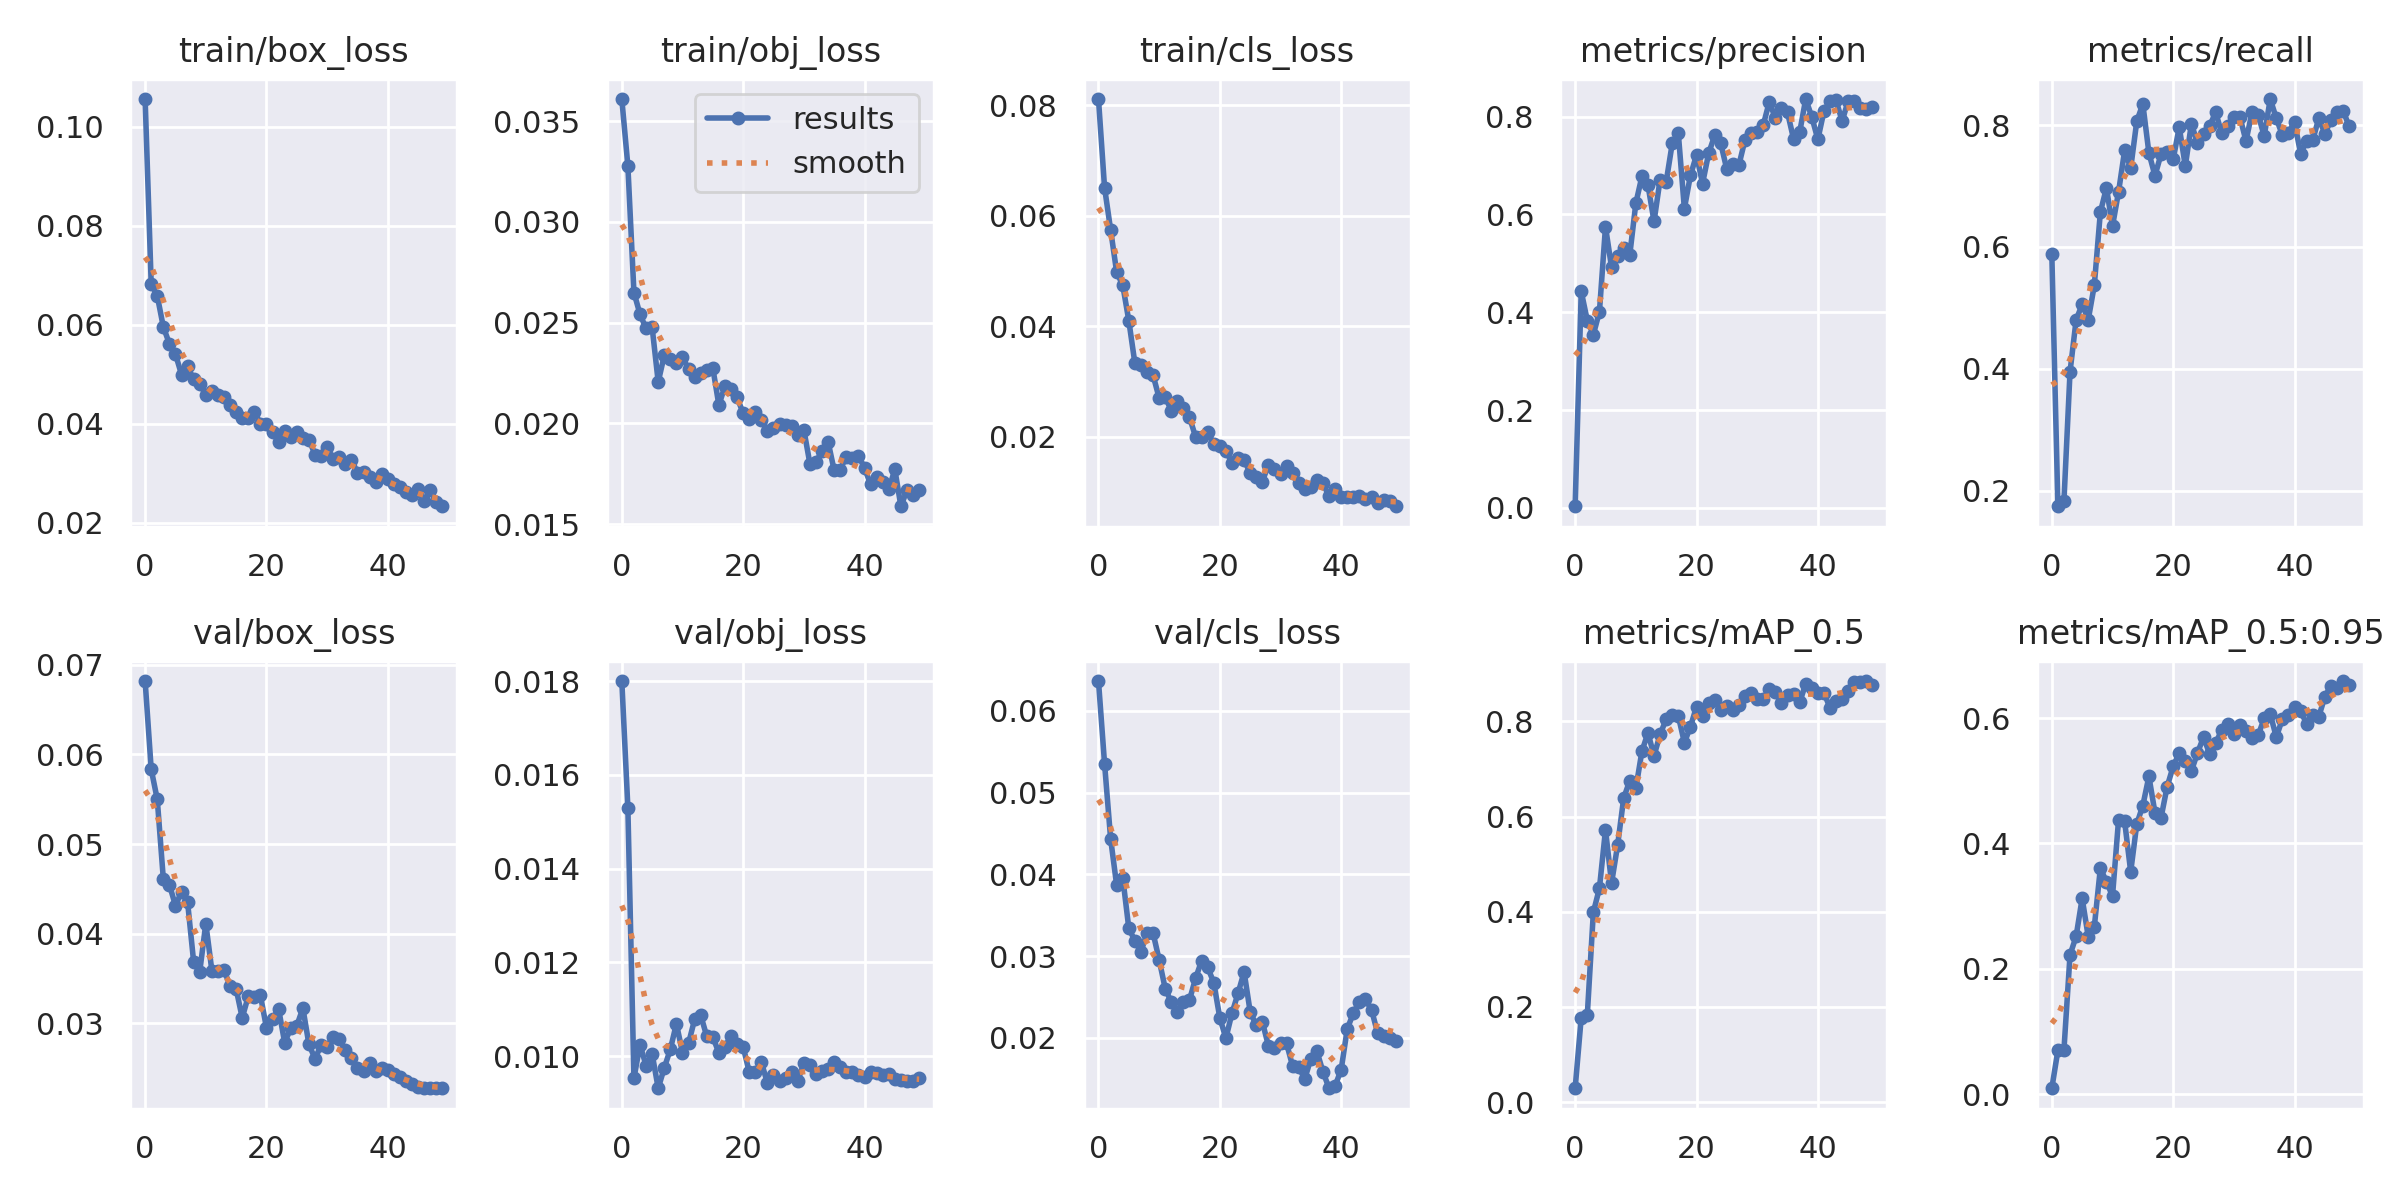 train/box_loss
0.10
0.08
0.06
0.04
0.02
0 20 40
train/obj_loss
results
smooth
0.035
0.030
0.025
0.020
0.015
0 20 40
train/cls_loss
0.08
0.06
0.04
0.02
0 20 40
metrics/precision
0.8
0.6
0.4
0.2
0.0
0 20 40
metrics/recall
0.8
0.6
0.4
0.2
0 20 40
val/box_loss
0.07
0.06
0.05
0.04
0.03
0 20 40
val/obj_loss
0.018
0.016
0.014
0.012
0.010
0 20 40
val/cls_loss
0.06
0.05
0.04
0.03
0.02
0 20 40
metrics/mAP_0.5
0.8
0.6
0.4
0.2
0.0
0 20 40
metrics/mAP_0.5:0.95
0.6
0.4
0.2
0.0
0 20 40